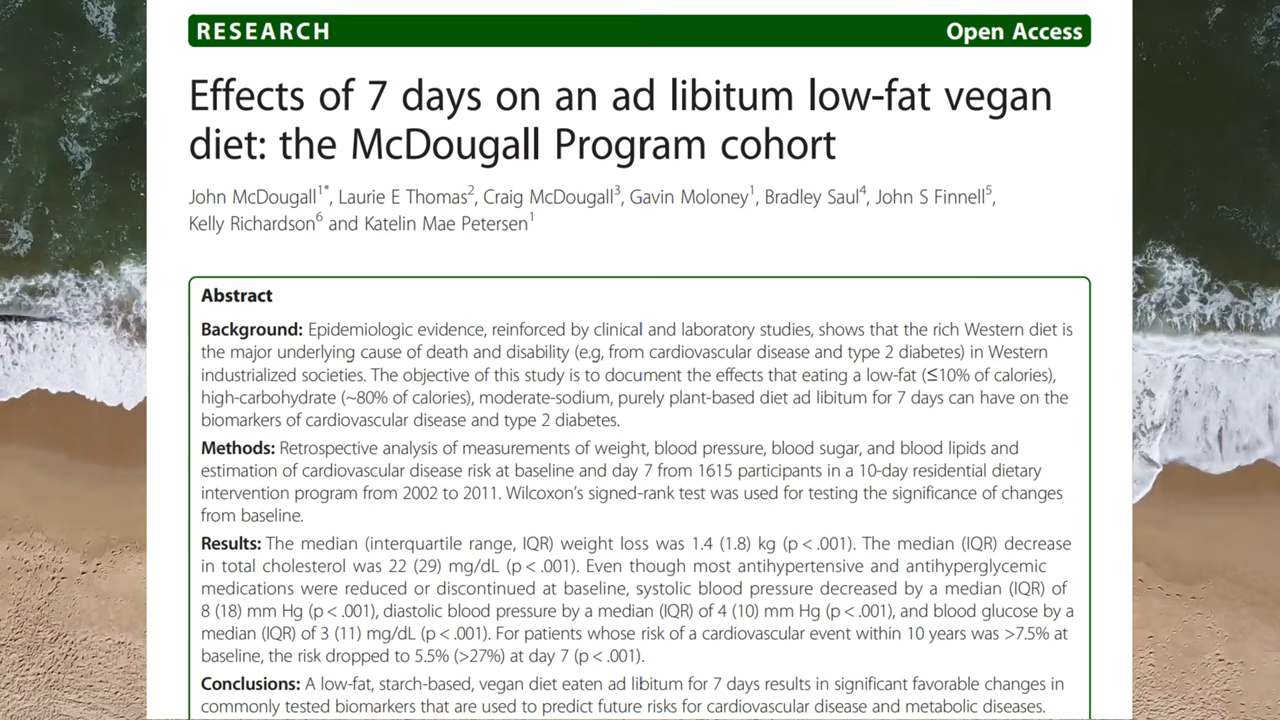 RESEARCH Open Access
Effects of 7 days on an ad libitum low-fat vegan
diet: the McDougall Program cohort
John McDougall1*, Laurie E Thomas2, Craig McDougall3, Gavin Moloney1, Bradley Saul4, John S Finnell5,
Kelly Richardson6 and Katelin Mae Petersen1
Abstract
Background: Epidemiologic evidence, reinforced by clinical and laboratory studies, shows that the rich Western diet is
the major underlying cause of death and disability (e.g, from cardiovascular disease and type 2 diabetes) in Western
industrialized societies. The objective of this study is to document the effects that eating a low-fat (≤10% of calories),
high-carbohydrate (~80% of calories), moderate-sodium, purely plant-based diet ad libitum for 7 days can have on the
biomarkers of cardiovascular disease and type 2 diabetes.
Methods: Retrospective analysis of measurements of weight, blood pressure, blood sugar, and blood lipids and
estimation of cardiovascular disease risk at baseline and day 7 from 1615 participants in a 10-day residential dietary
intervention program from 2002 to 2011. Wilcoxon's signed-rank test was used for testing the significance of changes
from baseline.
Results: The median (interquartile range, IQR) weight loss was 1.4 (1.8) kg (p < .001). The median (IQR) decrease
in total cholesterol was 22 (29) mg/dL (p < .001). Even though most antihypertensive and antihyperglycemic
medications were reduced or discontinued at baseline, systolic blood pressure decreased by a median (IQR) of
8 (18) mm Hg (p < .001), diastolic blood pressure by a median (IQR) of 4 (10) mm Hg (p < .001), and blood glucose by a
median (IQR) of 3 (11) mg/dL (p < .001). For patients whose risk of a cardiovascular event within 10 years was >7.5% at
baseline, the risk dropped to 5.5% (>27%) at day 7 (p < .001).
Conclusions: A low-fat, starch-based, vegan diet eaten ad libitum for 7 days results in significant favorable changes in
commonly tested biomarkers that are used to predict future risks for cardiovascular disease and metabolic diseases.